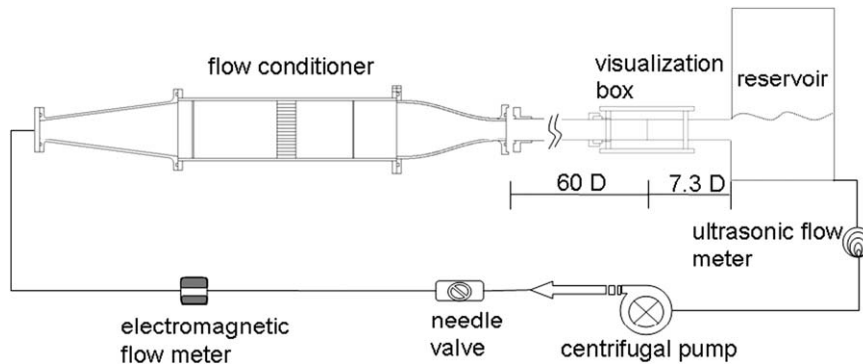 flow conditioner
visualization
box
reservoir
60 D
7.3 D
ultrasonic flow
meter
electromagnetic
flow meter
needle
valve
centrifugal pump